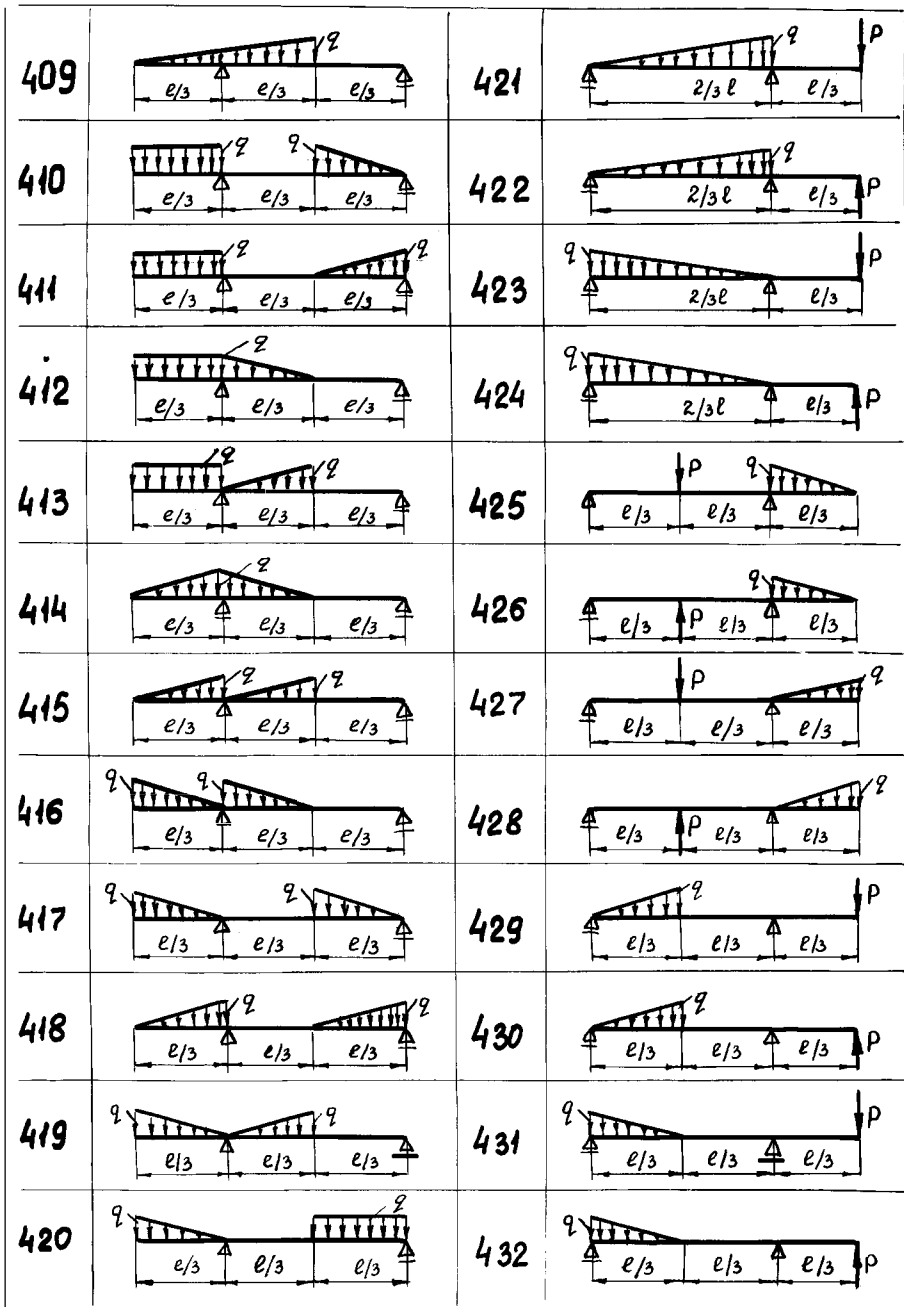 409 q e/3 e/3 e/3
421 q P 2/3 l l/3
410 q q e/3 e/3 e/3
422 q P 2/3 l l/3
411 q q e/3 e/3 e/3
423 q P 2/3 l l/3
412 q e/3 e/3 e/3
424 q P 2/3 l l/3
413 q e/3 e/3 e/3
425 P q l/3 l/3 l/3
414 q e/3 e/3 e/3
426 P q l/3 l/3 l/3
415 q q e/3 e/3 e/3
427 P q l/3 l/3 l/3
416 q q e/3 e/3 e/3
428 P q l/3 l/3 l/3
417 q q e/3 e/3 e/3
429 q P l/3 l/3 l/3
418 q q e/3 e/3 e/3
430 q P l/3 l/3 l/3
419 q q e/3 e/3 e/3
431 q P l/3 l/3 l/3
420 q q e/3 e/3 e/3
432 q P l/3 l/3 l/3